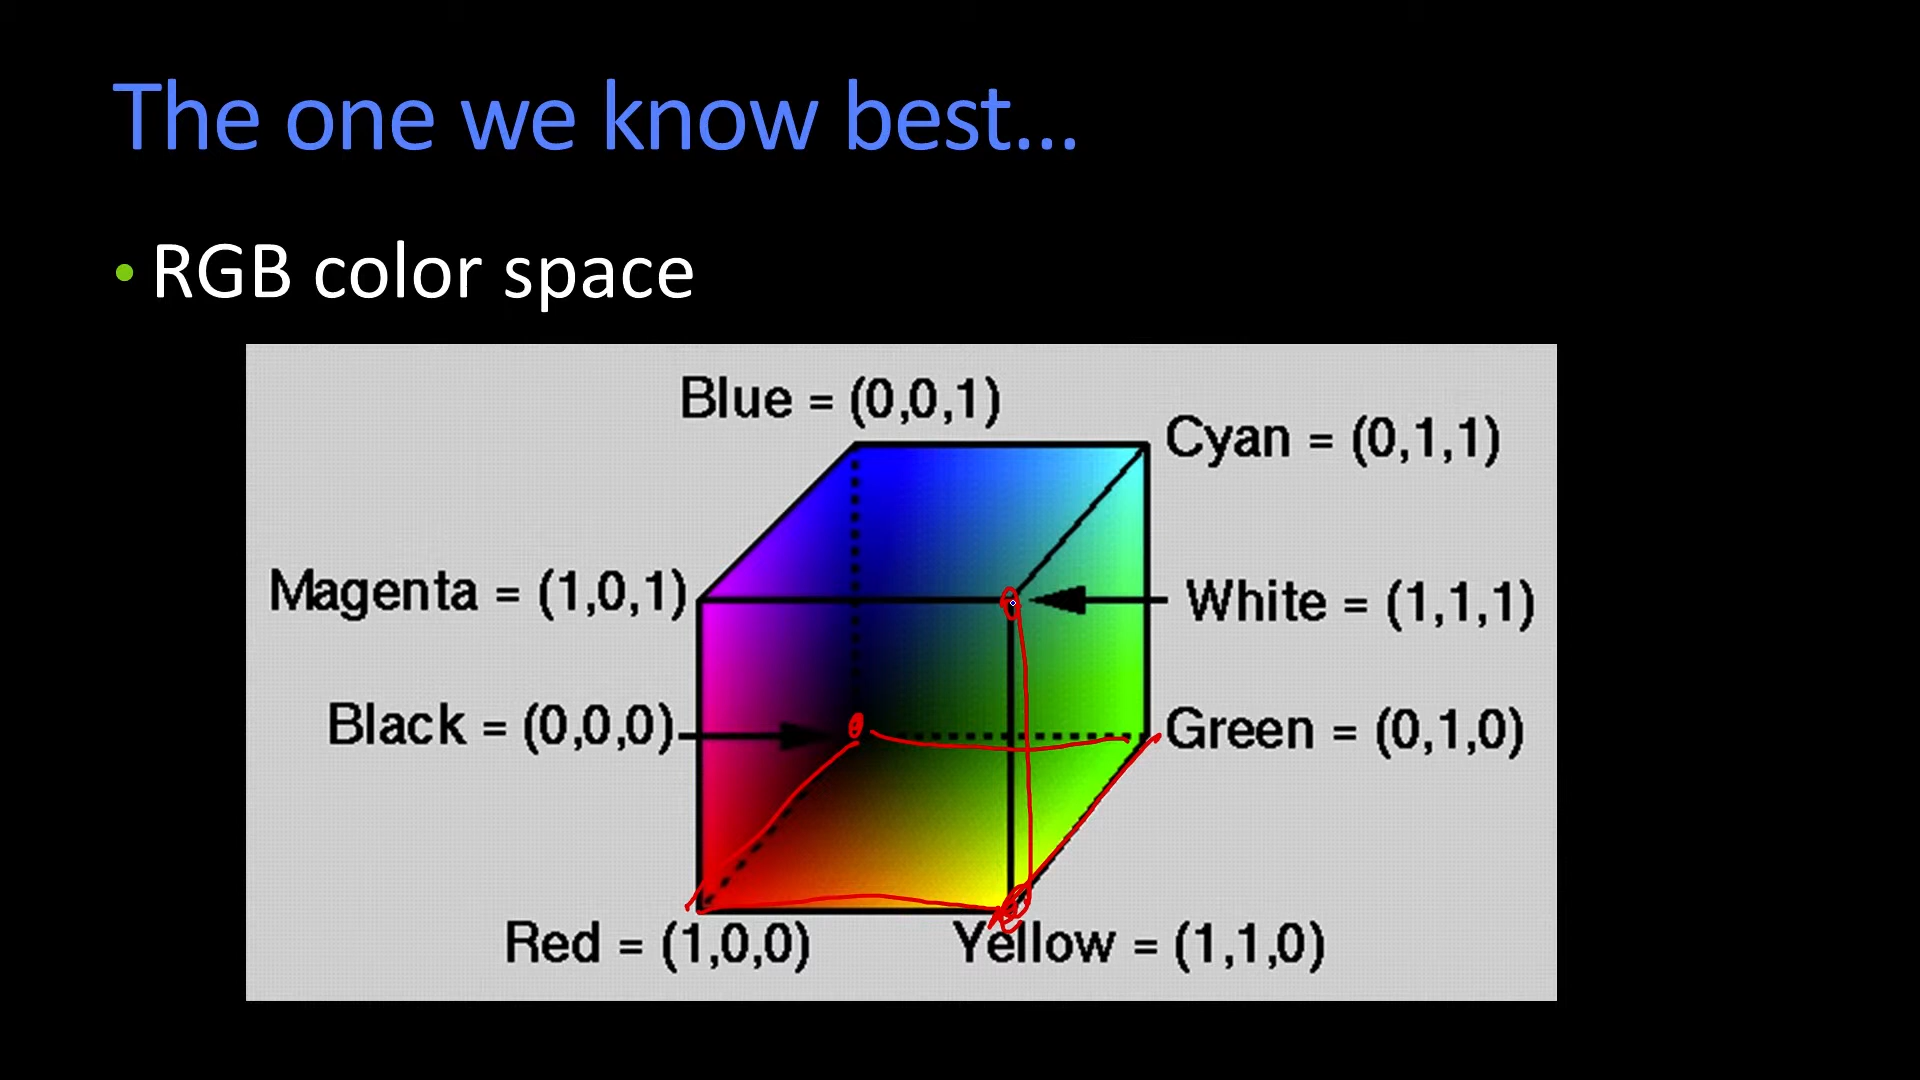 The one we know best...
• RGB color space
Blue = (0,0,1)
Cyan = (0,1,1)
Magenta = (1,0,1)
White = (1,1,1)
Black = (0,0,0)
Green = (0,1,0)
Red = (1,0,0)
Yellow = (1,1,0)